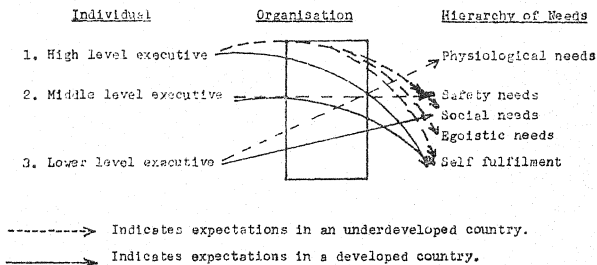 Individual Organisation Hierarchy of Needs
1. High level executive Physiological needs
2. Middle level executive Safety needs
Social needs
Egoistic needs
3. Lower level executive Self fulfilment
Indicates expectations in an underdeveloped country.
Indicates expectations in a developed country.